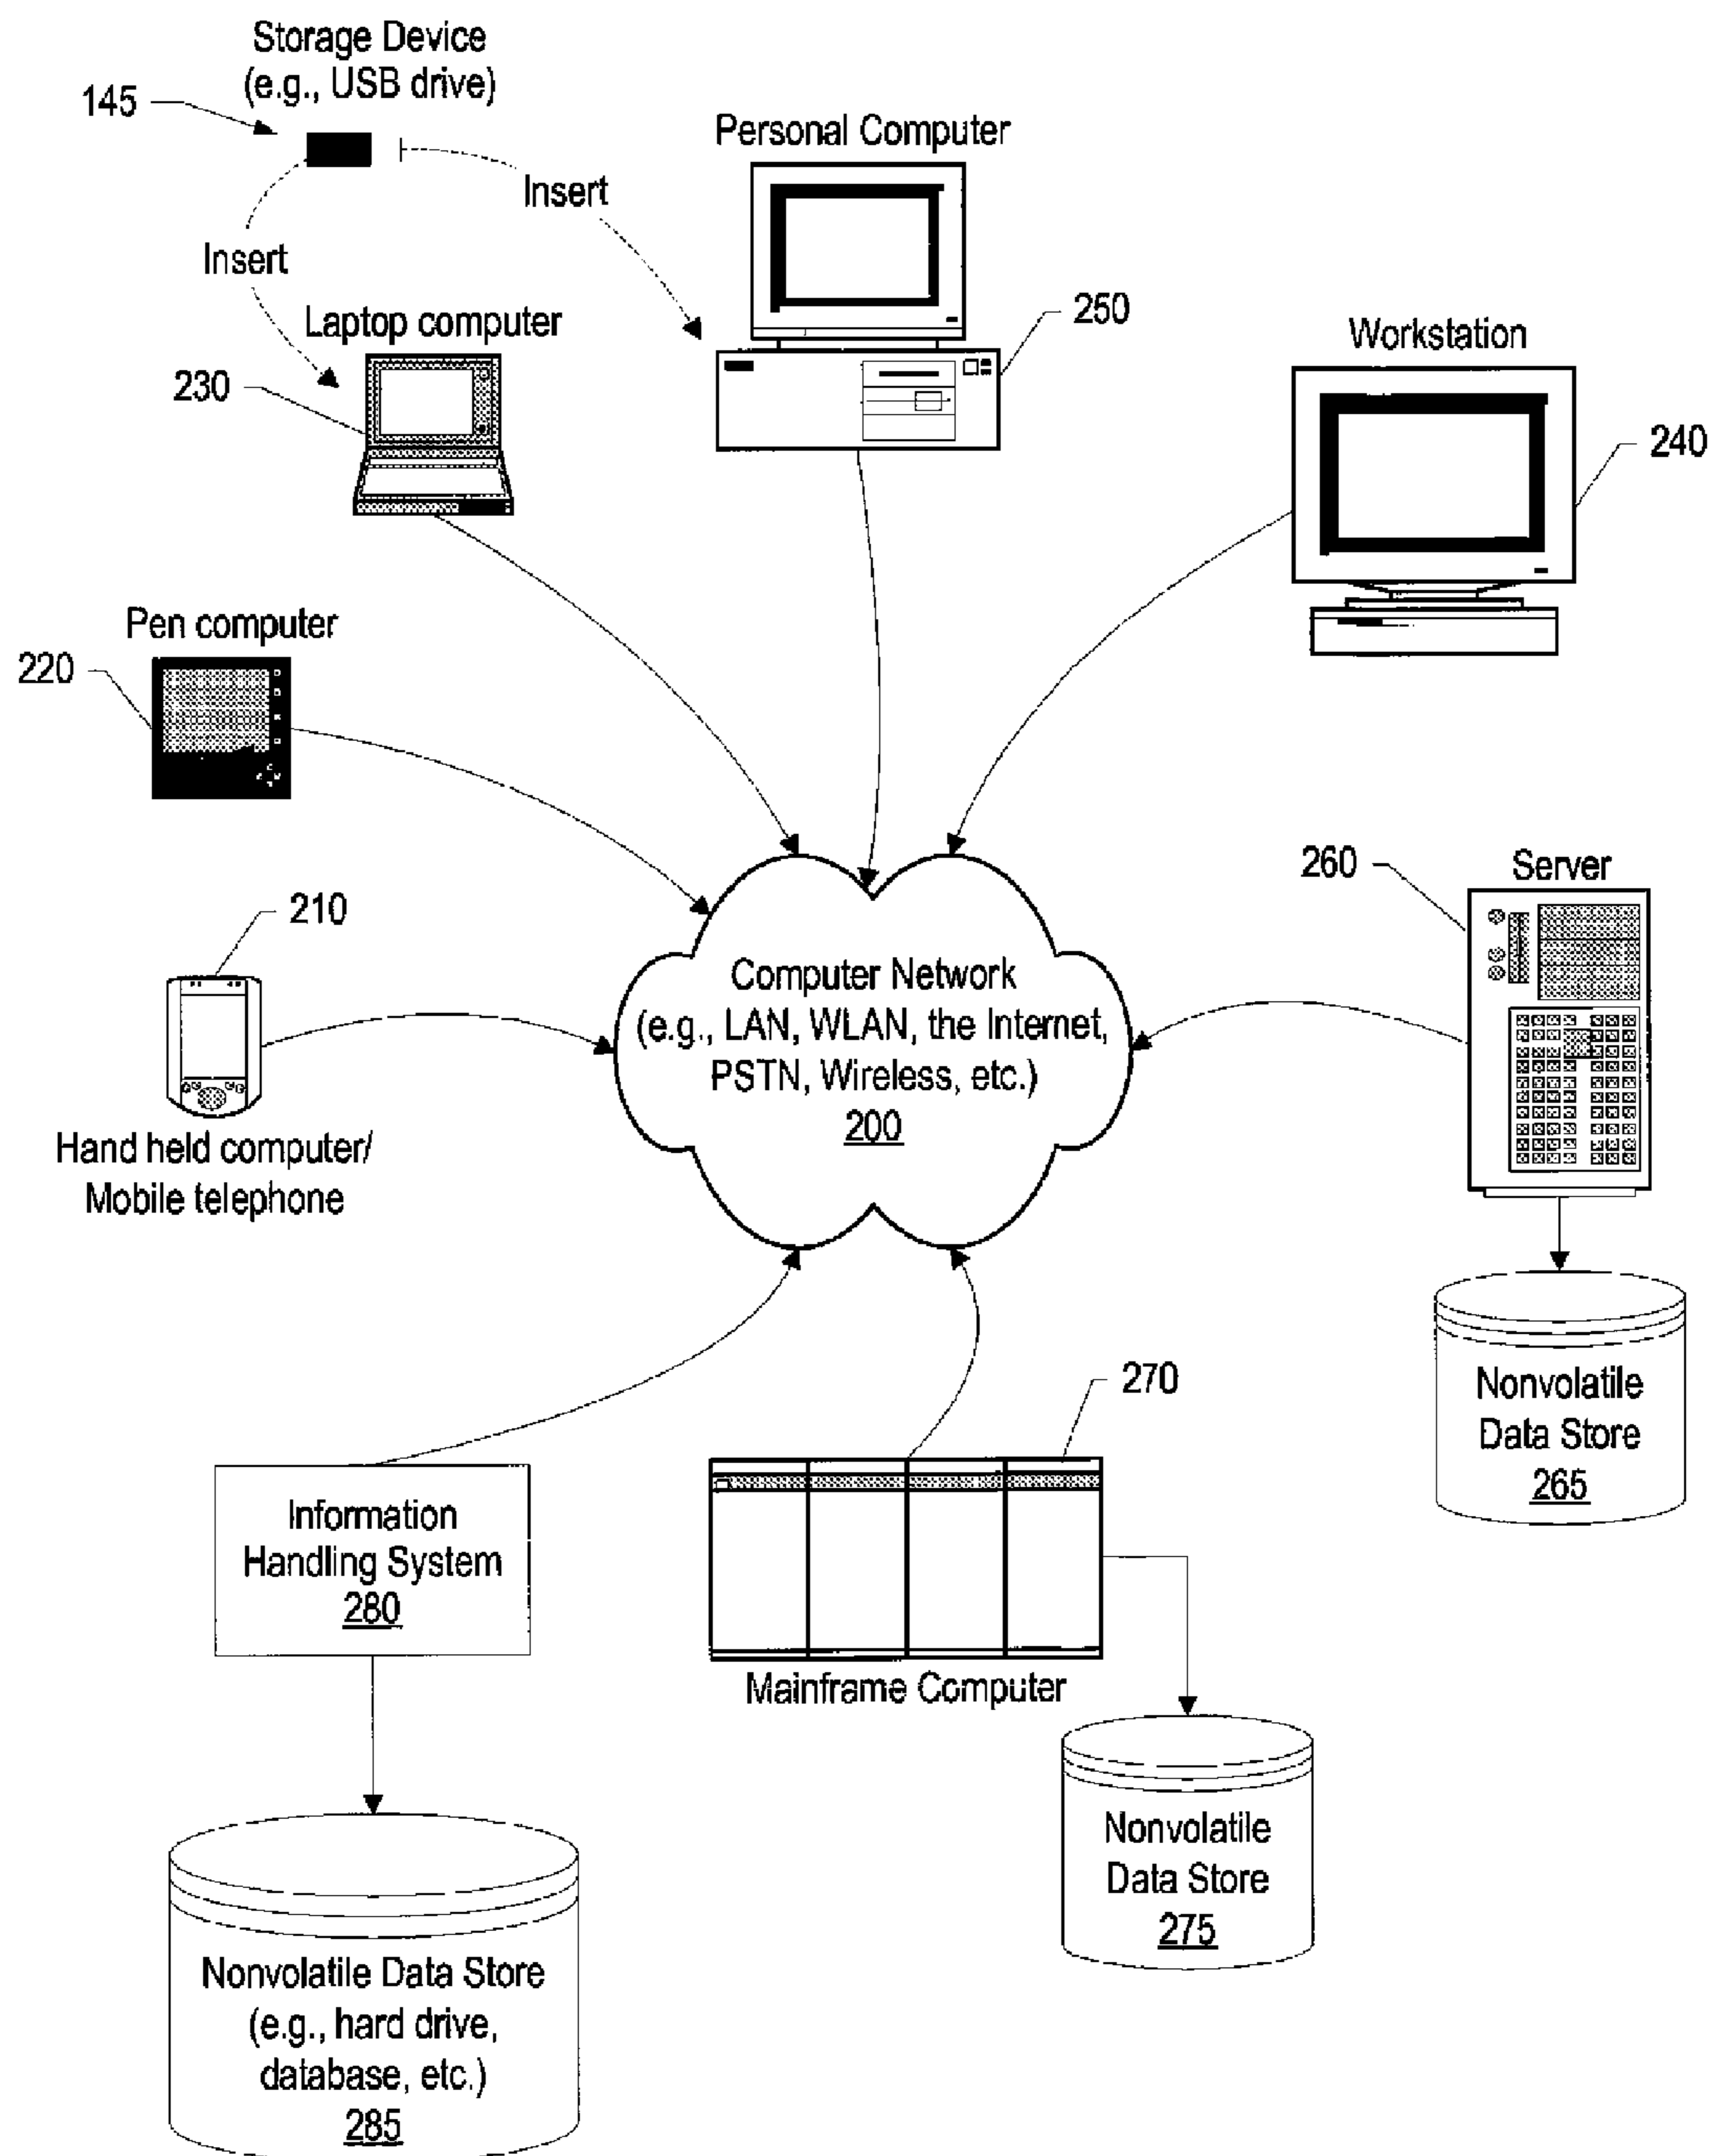 Storage Device
(e.g., USB drive)
145
Personal Computer
Insert
Insert
250
Laptop computer
Workstation
230
240
Pen computer
220
260
Server
210
Computer Network
(e.g., LAN, WLAN, the Internet,
PSTN, Wireless, etc.)
200
Hand held computer/
Mobile telephone
270
Nonvolatile
Data Store
265
Information
Handling System
280
Mainframe Computer
Nonvolatile
Data Store
275
Nonvolatile Data Store
(e.g., hard drive,
database, etc.)
285